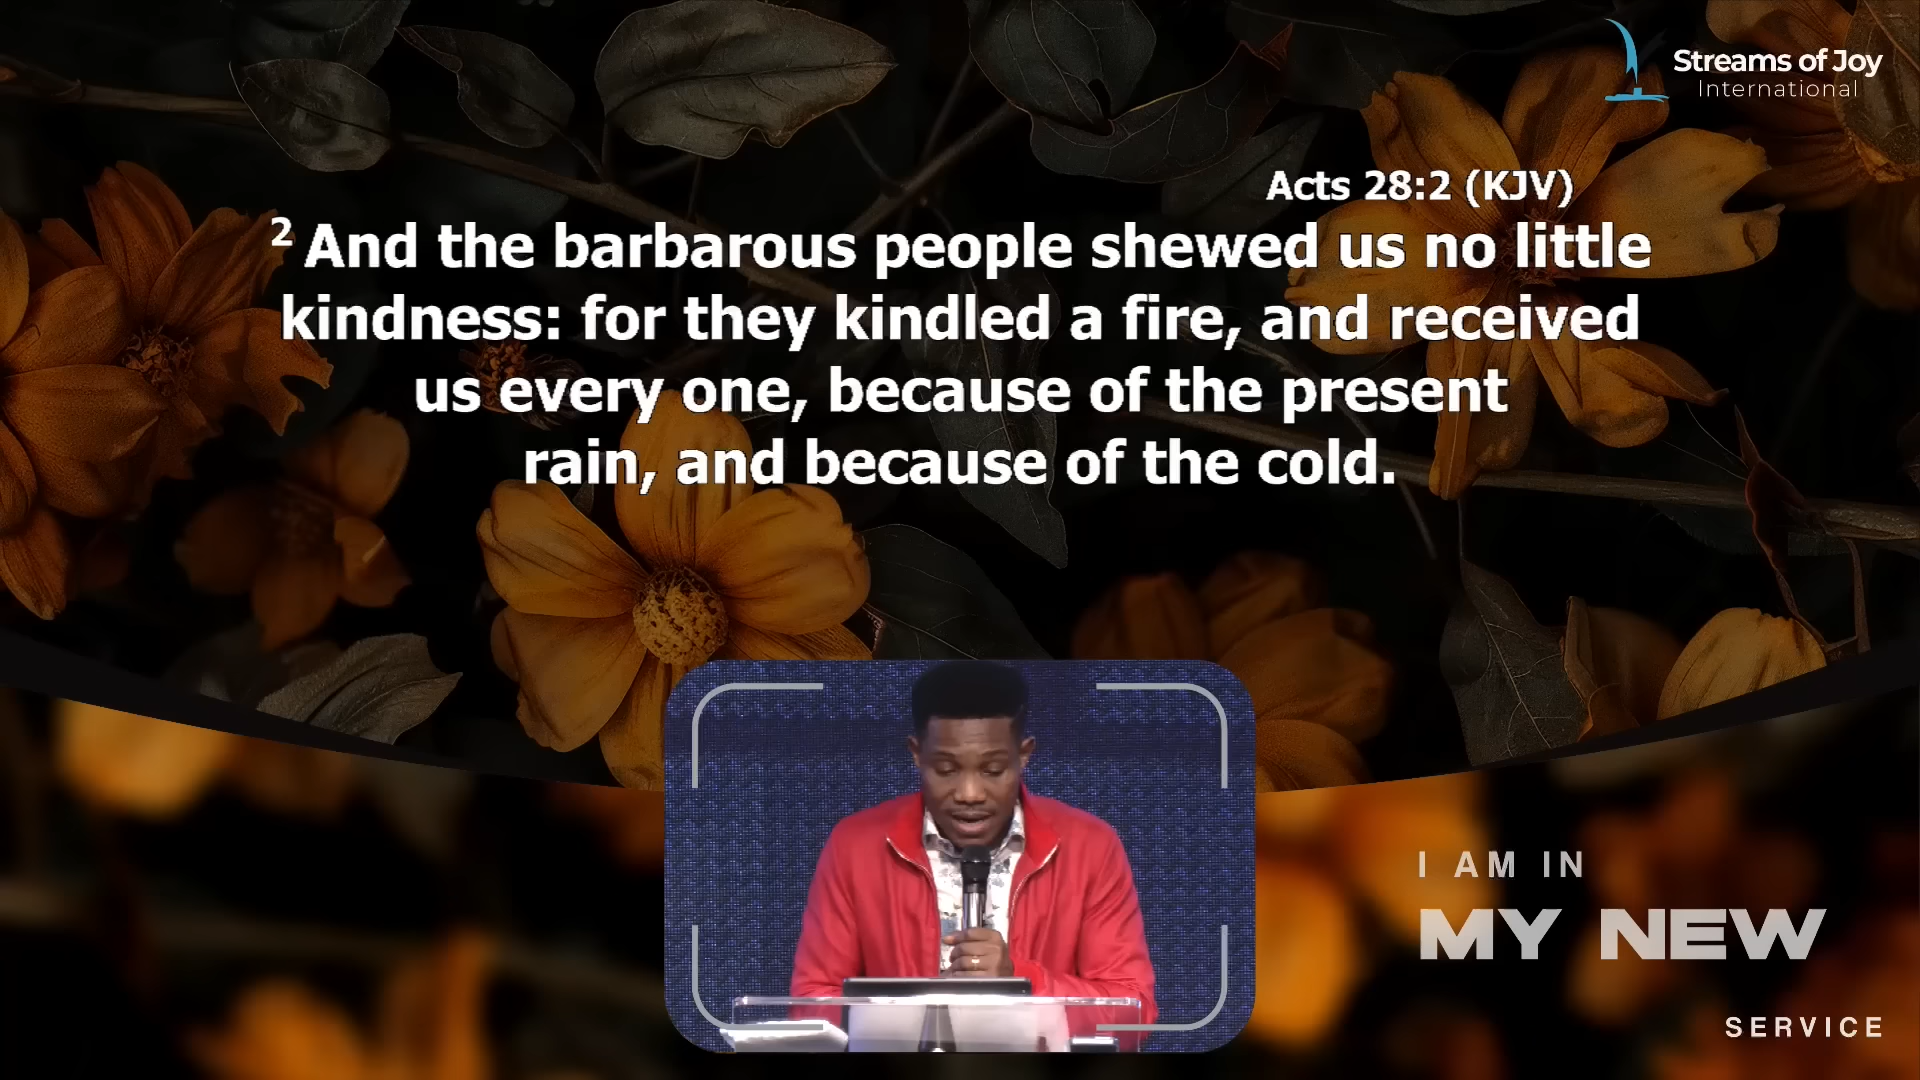 Streams of Joy
International
Acts 28:2 (KJV)
2 And the barbarous people shewed us no little
kindness: for they kindled a fire, and received
us every one, because of the present
rain, and because of the cold.
I AM IN
MY NEW
SERVICE